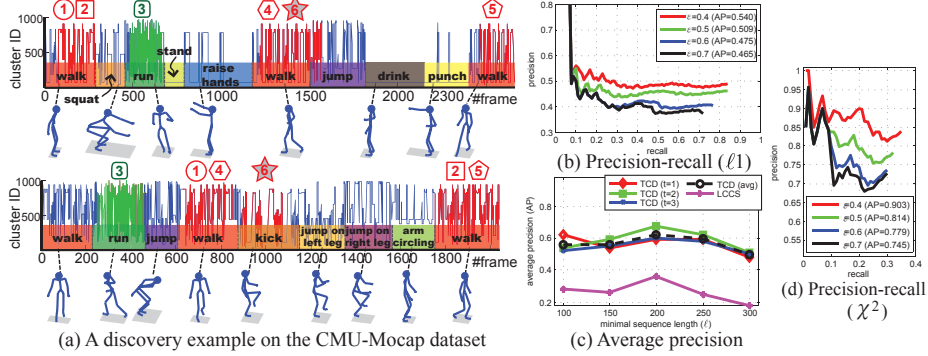 1 2 3 4 6 5
cluster ID
1000
500
0
walk squat run stand raise hands walk jump drink punch walk
0 500 700 1100 1500 2000 2300 #frame
3 1 4 6 2 5
cluster ID
1000
500
walk run jump walk kick jump on left leg jump on right leg arm circling walk
0 200 400 600 800 1000 1200 1400 1600 1800 #frame
(a) A discovery example on the CMU-Mocap dataset
precision
0.8
0.7
0.6
0.5
0.4
0.3
ε=0.4 (AP=0.540)
ε=0.5 (AP=0.509)
ε=0.6 (AP=0.475)
ε=0.7 (AP=0.465)
0 0.1 0.2 0.3 0.4 0.5 0.6 0.7 0.8 0.9 1
recall
(b) Precision-recall (ℓ1)
average precision (AP)
0.8
0.6
0.4
0.2
TCD (t=1)
TCD (t=2)
TCD (t=3)
TCD (avg)
LCCS
100 150 200 250 300
minimal sequence length (ℓ)
(c) Average precision
precision
1
0.95
0.9
0.85
0.8
0.75
0.7
0.65
0.6
0.55
ε=0.4 (AP=0.903)
ε=0.5 (AP=0.814)
ε=0.6 (AP=0.779)
ε=0.7 (AP=0.745)
0 0.1 0.2 0.3 0.4
recall
(d) Precision-recall
(χ²)